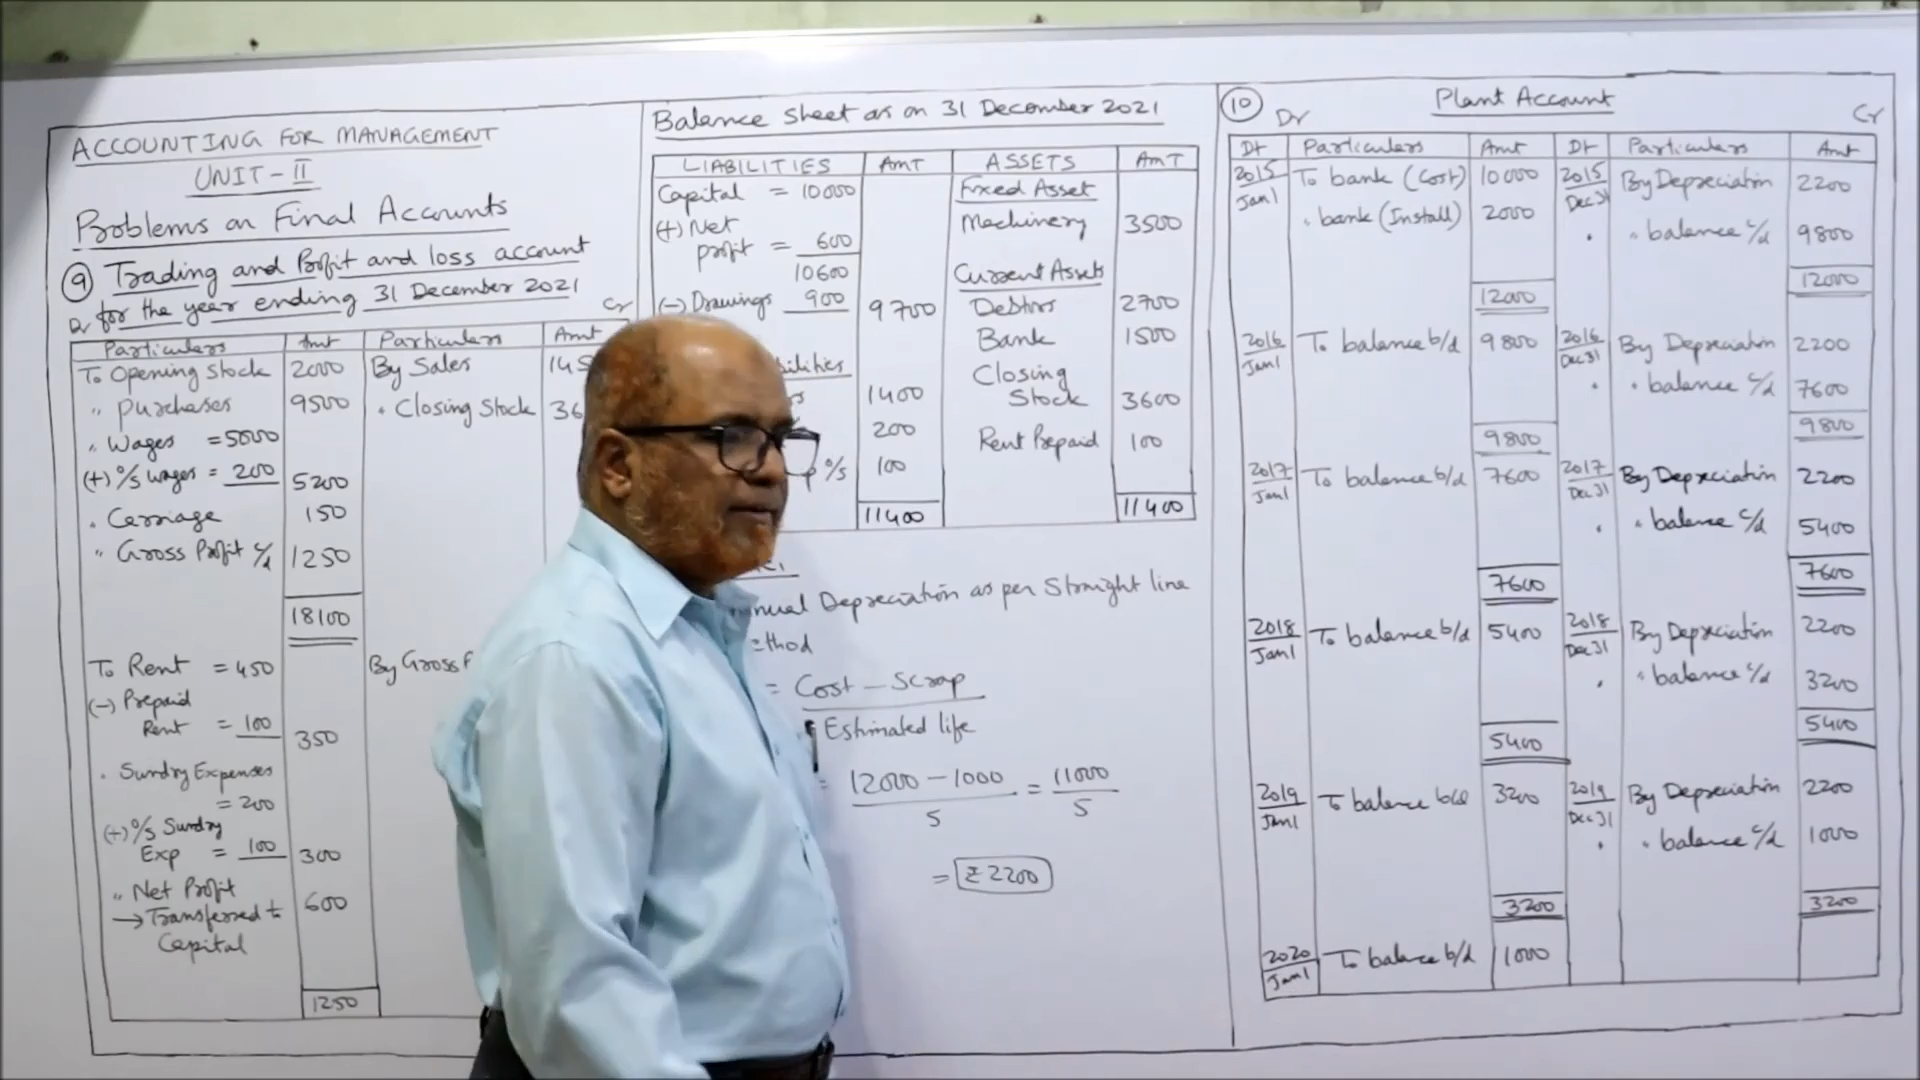 ACCOUNTING FOR MANAGEMENT
UNIT - II
Problems on Final Accounts
9 Trading and Profit and loss account
for the year ending 31 December 2021
Dr Cr
Particulars Amt Particulars Amt
To Opening Stock 2000 By Sales 145
" purchases 9500 " Closing Stock 36
" Wages = 5000
(+) O/s wages = 200 5200
" Carriage 150
" Gross Profit c/d 1250
18100
To Rent = 450 By Gross
(-) Prepaid
Rent = 100 350
" Sundry Expenses
= 200
(+) O/s Sundry
Exp = 100 300
" Net Profit
→ Transferred to 600
Capital
1250
Balance sheet as on 31 December 2021
LIABILITIES Amt ASSETS AMT
Capital = 10000 Fixed Asset
(+) Net Machinery 3500
profit = 600
10600 Current Assets
(-) Drawings 900 9700 Debtors 2700
Bank 1500
bilities Closing
1400 Stock 3600
200 Rent Prepaid 100
O/s 100
11400 11400
nual Depreciation as per Straight line
ethod
= Cost - Scrap
Estimated life
= 12000 - 1000 = 11000
5 5
= ₹ 2200
10 Plant Account
Dr Cr
Dt Particulars Amt Dt Particulars Amt
2015 Jan 1 To bank (Cost) 10000 2015 Dec 31 By Depreciation 2200
" bank (Install) 2000 " " balance c/d 9800
12000 12000
2016 Jan 1 To balance b/d 9800 2016 Dec 31 By Depreciation 2200
" " balance c/d 7600
9800 9800
2017 Jan 1 To balance b/d 7600 2017 Dec 31 By Depreciation 2200
" " balance c/d 5400
7600 7600
2018 Jan 1 To balance b/d 5400 2018 Dec 31 By Depreciation 2200
" " balance c/d 3200
5400 5400
2019 Jan 1 To balance b/d 3200 2019 Dec 31 By Depreciation 2200
" " balance c/d 1000
3200 3200
2020 Jan 1 To balance b/d 1000